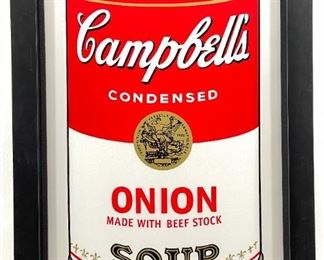 Campbell's
CONDENSED
ONION
MADE WITH BEEF STOCK
SOUP